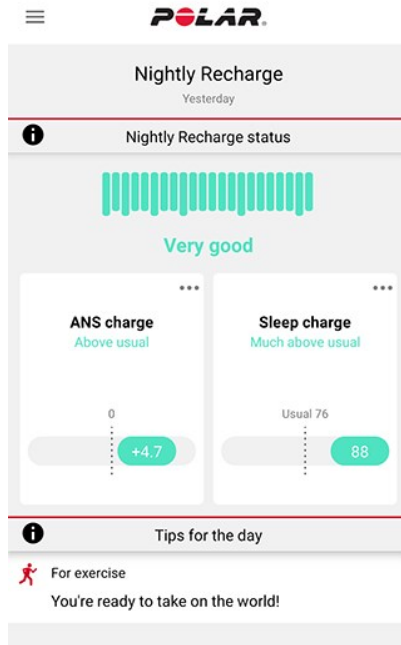 POLAR.
Nightly Recharge
Yesterday
Nightly Recharge status
Very good
ANS charge
Above usual
0
+4.7
Sleep charge
Much above usual
Usual 76
88
Tips for the day
For exercise
You're ready to take on the world!